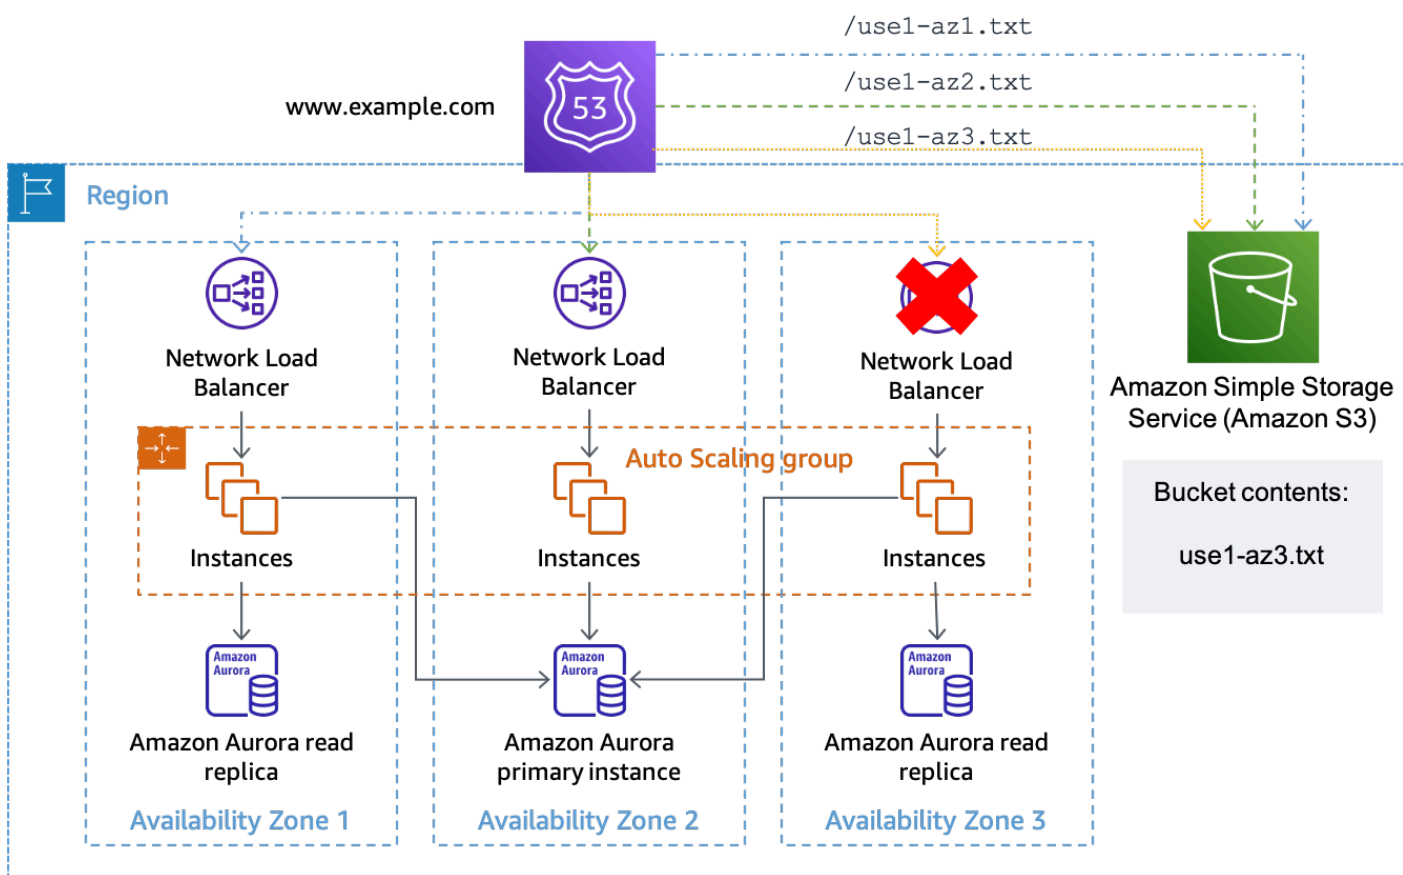 /use1-az1.txt
/use1-az2.txt
/use1-az3.txt
www.example.com
53
Region
Network Load
Balancer
Network Load
Balancer
Network Load
Balancer
Amazon Simple Storage
Service (Amazon S3)
Auto Scaling group
Bucket contents:
use1-az3.txt
Instances
Instances
Instances
Amazon
Aurora
Amazon
Aurora
Amazon
Aurora
Amazon Aurora read
replica
Amazon Aurora
primary instance
Amazon Aurora read
replica
Availability Zone 1
Availability Zone 2
Availability Zone 3